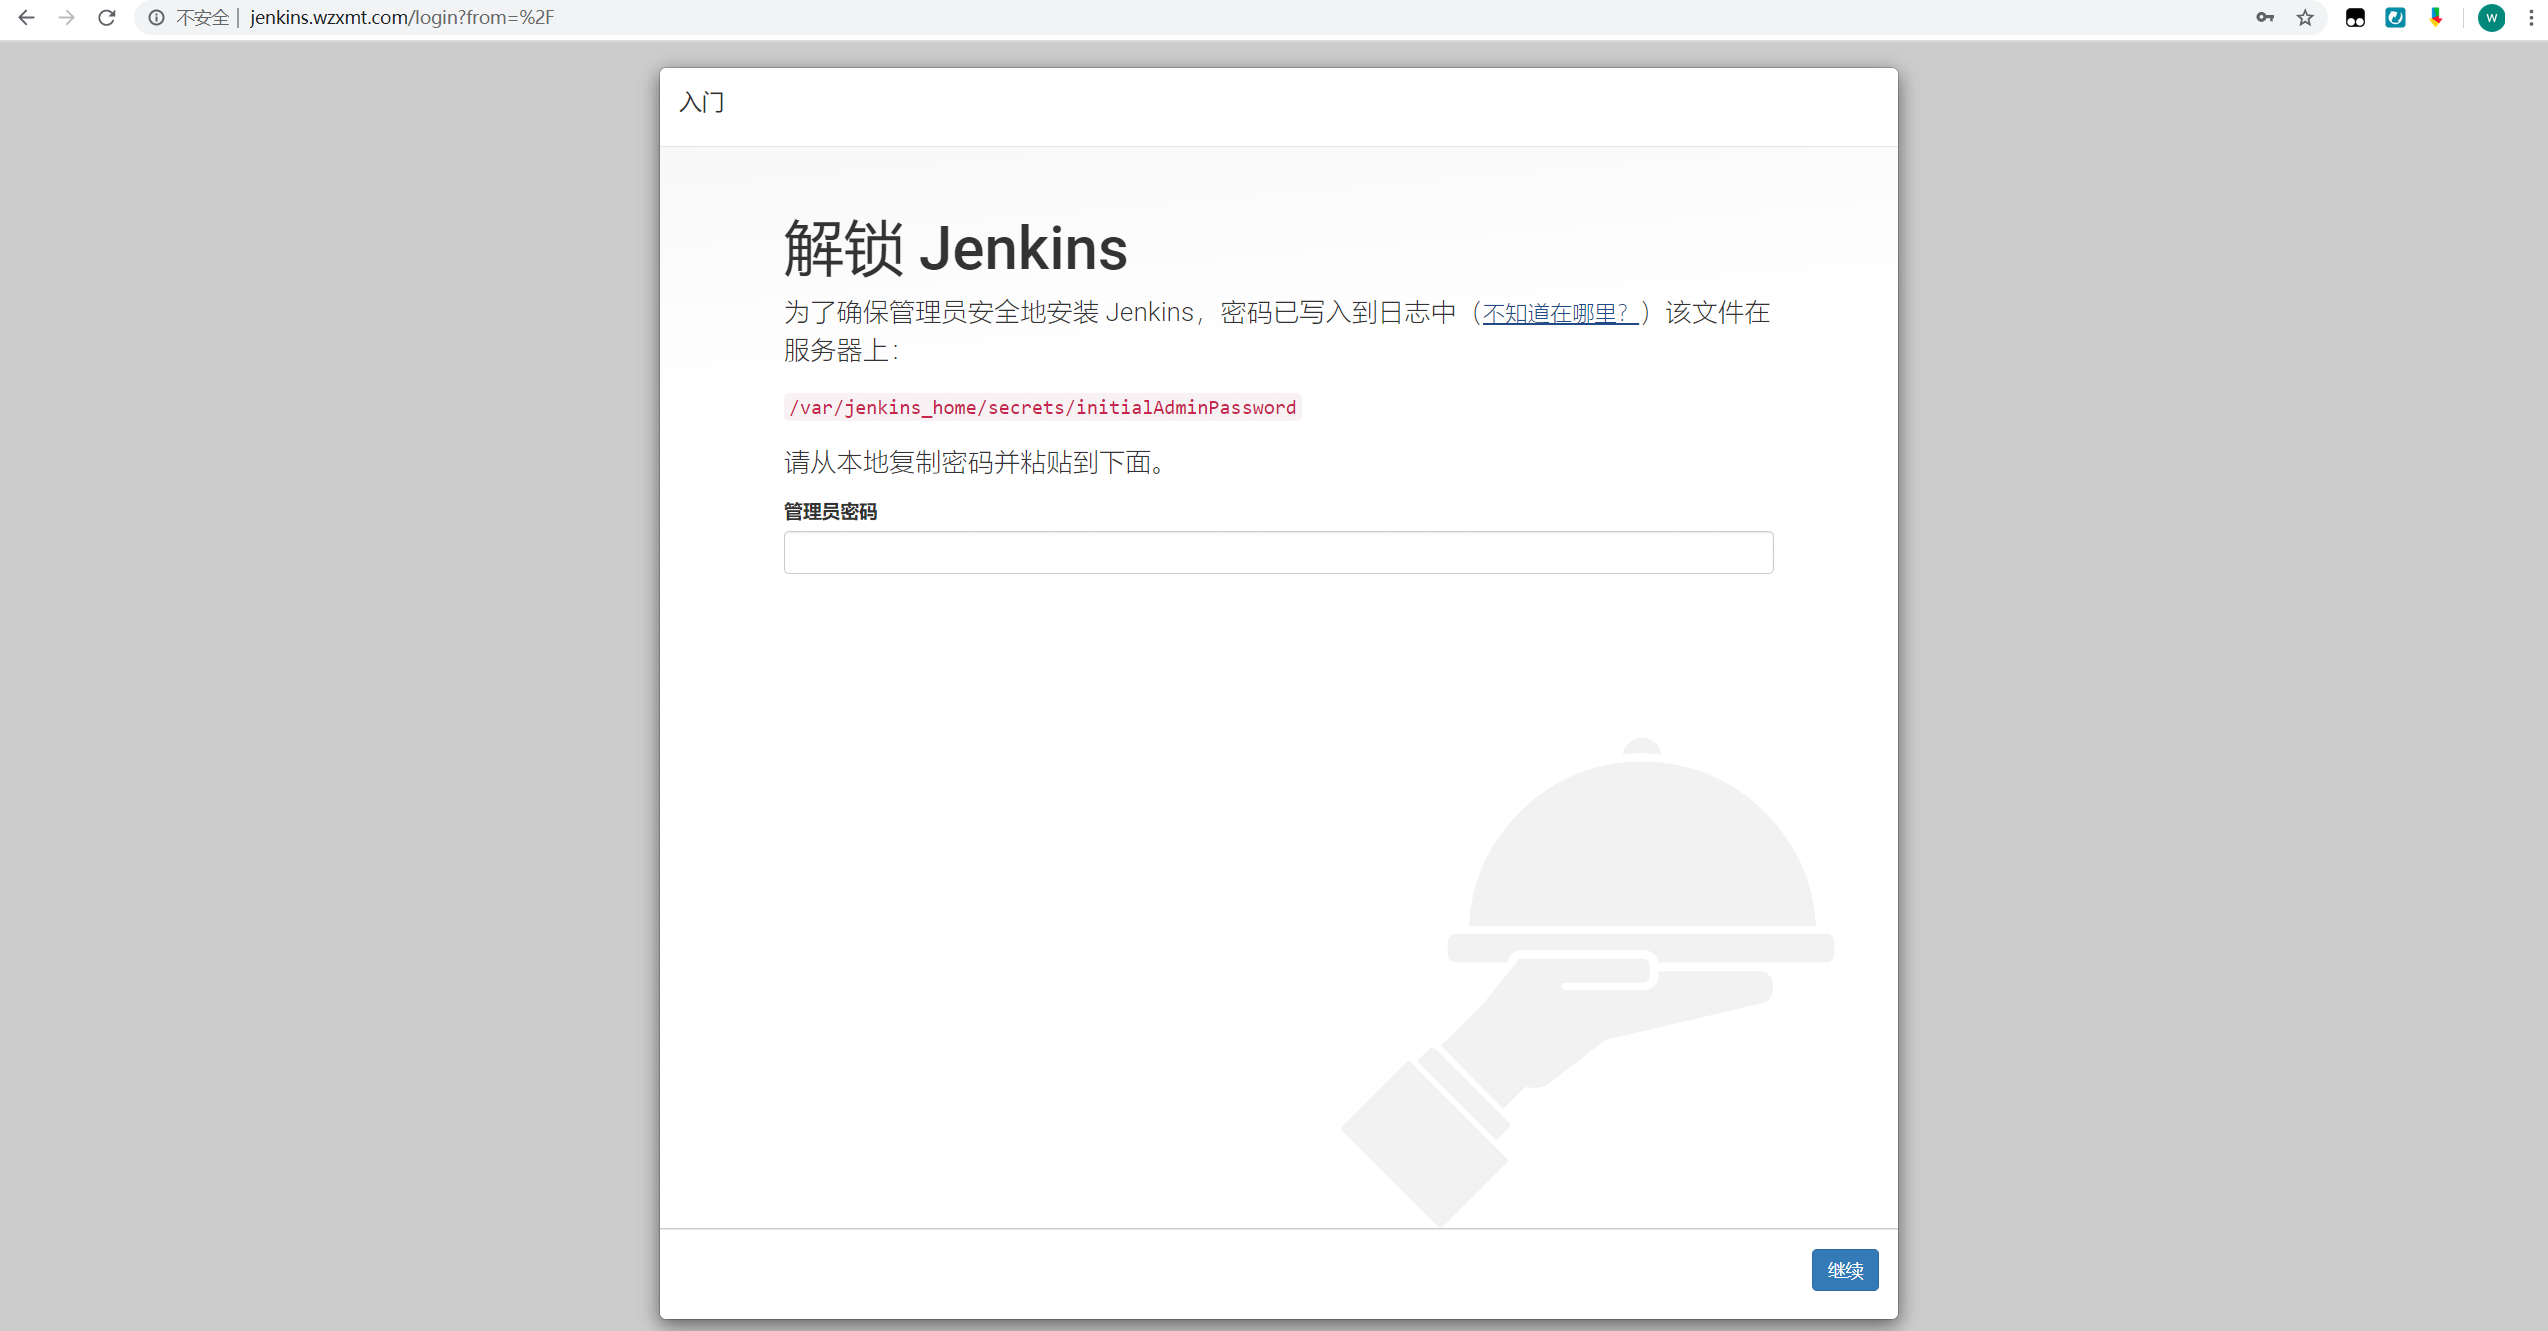 不安全 | jenkins.wzxmt.com/login?from=%2F
W
入门
解锁 Jenkins
为了确保管理员安全地安装 Jenkins，密码已写入到日志中（不知道在哪里？）该文件在
服务器上：
/var/jenkins_home/secrets/initialAdminPassword
请从本地复制密码并粘贴到下面。
管理员密码
继续